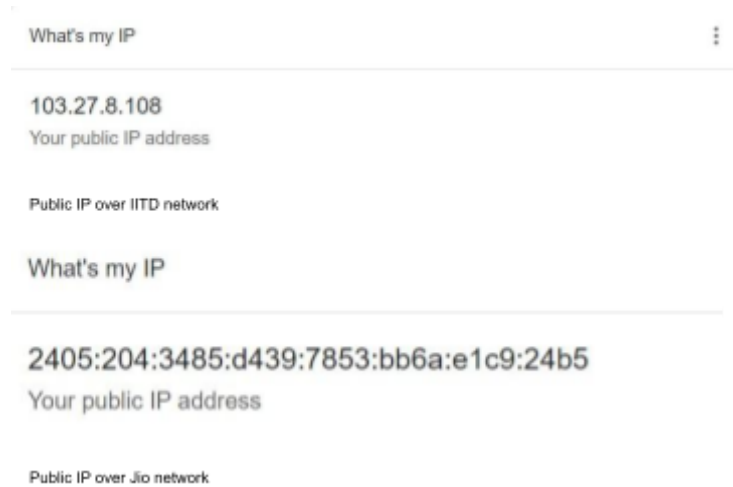 What's my IP
103.27.8.108
Your public IP address
Public IP over IITD network
What's my IP
2405:204:3485:d439:7853:bb6a:e1c9:24b5
Your public IP address
Public IP over Jio network